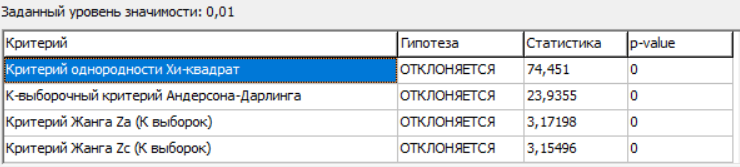 Заданный уровень значимости: 0,01
Критерий Гипотеза Статистика p-value
Критерий однородности Хи-квадрат ОТКЛОНЯЕТСЯ 74,451 0
К-выборочный критерий Андерсона-Дарлинга ОТКЛОНЯЕТСЯ 23,9355 0
Критерий Жанга Za (К выборок) ОТКЛОНЯЕТСЯ 3,17198 0
Критерий Жанга Zc (К выборок) ОТКЛОНЯЕТСЯ 3,15496 0